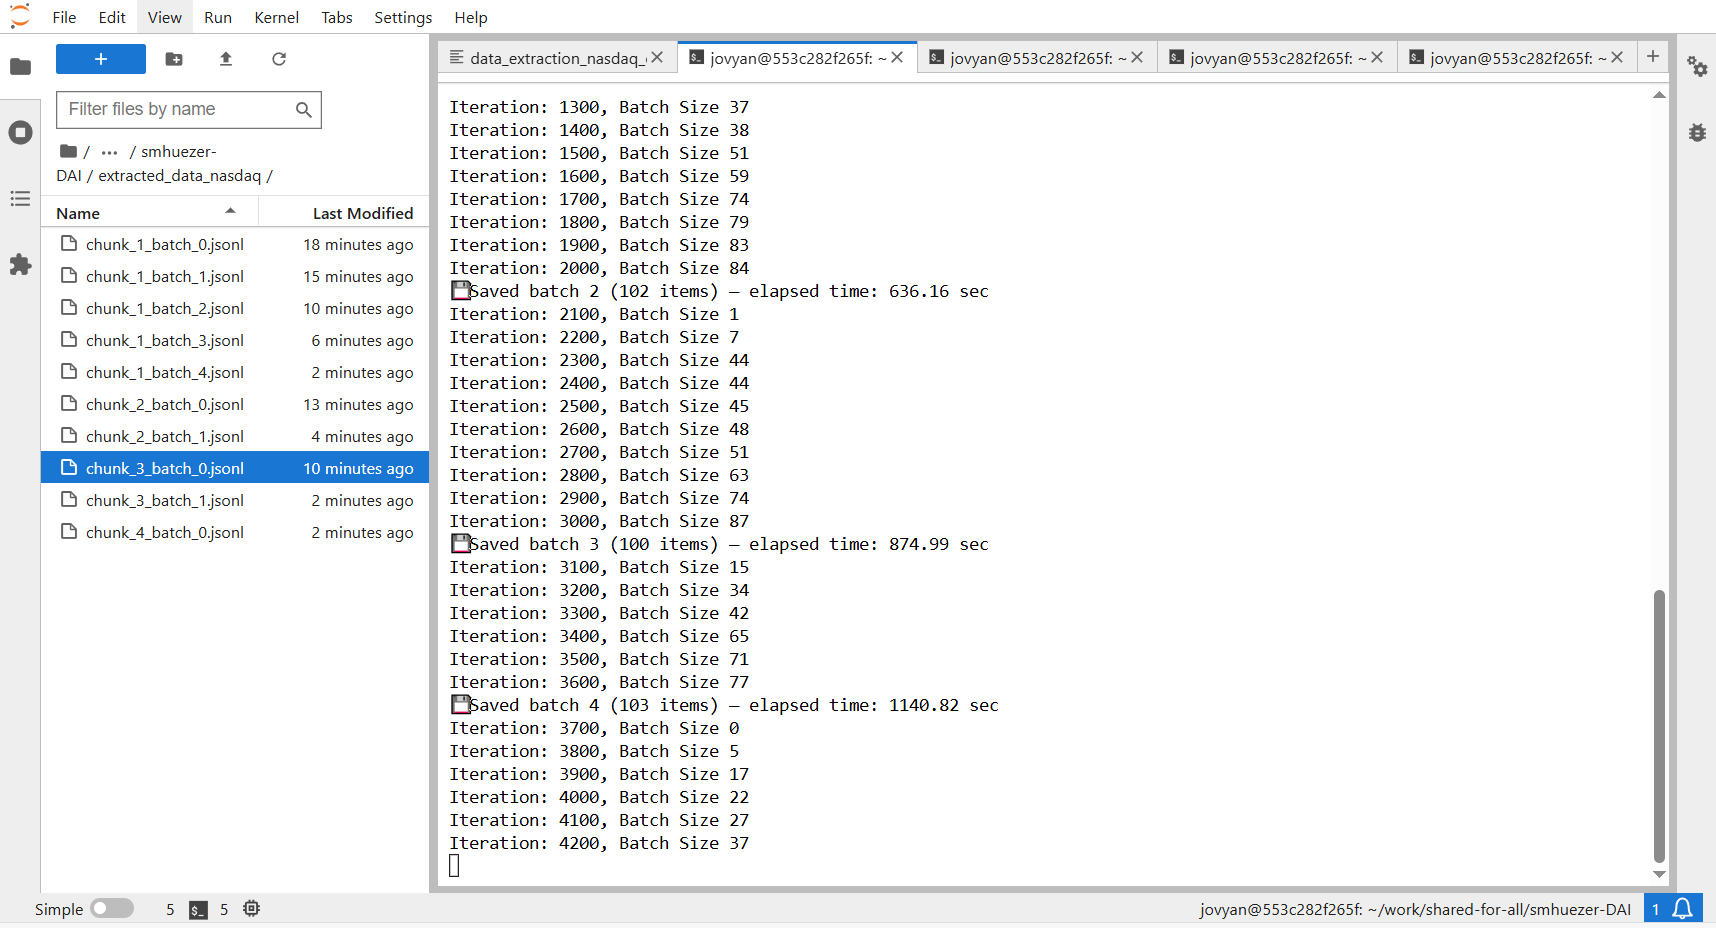 File Edit View Run Kernel Tabs Settings Help
+
Filter files by name
/ ... / smhuezer-
DAI / extracted_data_nasdaq /
Name Last Modified
chunk_1_batch_0.jsonl 18 minutes ago
chunk_1_batch_1.jsonl 15 minutes ago
chunk_1_batch_2.jsonl 10 minutes ago
chunk_1_batch_3.jsonl 6 minutes ago
chunk_1_batch_4.jsonl 2 minutes ago
chunk_2_batch_0.jsonl 13 minutes ago
chunk_2_batch_1.jsonl 4 minutes ago
chunk_3_batch_0.jsonl 10 minutes ago
chunk_3_batch_1.jsonl 2 minutes ago
chunk_4_batch_0.jsonl 2 minutes ago
data_extraction_nasdaq_ jovyan@553c282f265f: ~ jovyan@553c282f265f: ~ jovyan@553c282f265f: ~ jovyan@553c282f265f: ~ +
Iteration: 1300, Batch Size 37
Iteration: 1400, Batch Size 38
Iteration: 1500, Batch Size 51
Iteration: 1600, Batch Size 59
Iteration: 1700, Batch Size 74
Iteration: 1800, Batch Size 79
Iteration: 1900, Batch Size 83
Iteration: 2000, Batch Size 84
💾Saved batch 2 (102 items) — elapsed time: 636.16 sec
Iteration: 2100, Batch Size 1
Iteration: 2200, Batch Size 7
Iteration: 2300, Batch Size 44
Iteration: 2400, Batch Size 44
Iteration: 2500, Batch Size 45
Iteration: 2600, Batch Size 48
Iteration: 2700, Batch Size 51
Iteration: 2800, Batch Size 63
Iteration: 2900, Batch Size 74
Iteration: 3000, Batch Size 87
💾Saved batch 3 (100 items) — elapsed time: 874.99 sec
Iteration: 3100, Batch Size 15
Iteration: 3200, Batch Size 34
Iteration: 3300, Batch Size 42
Iteration: 3400, Batch Size 65
Iteration: 3500, Batch Size 71
Iteration: 3600, Batch Size 77
💾Saved batch 4 (103 items) — elapsed time: 1140.82 sec
Iteration: 3700, Batch Size 0
Iteration: 3800, Batch Size 5
Iteration: 3900, Batch Size 17
Iteration: 4000, Batch Size 22
Iteration: 4100, Batch Size 27
Iteration: 4200, Batch Size 37
Simple 5 $_ 5 jovyan@553c282f265f: ~/work/shared-for-all/smhuezer-DAI 1